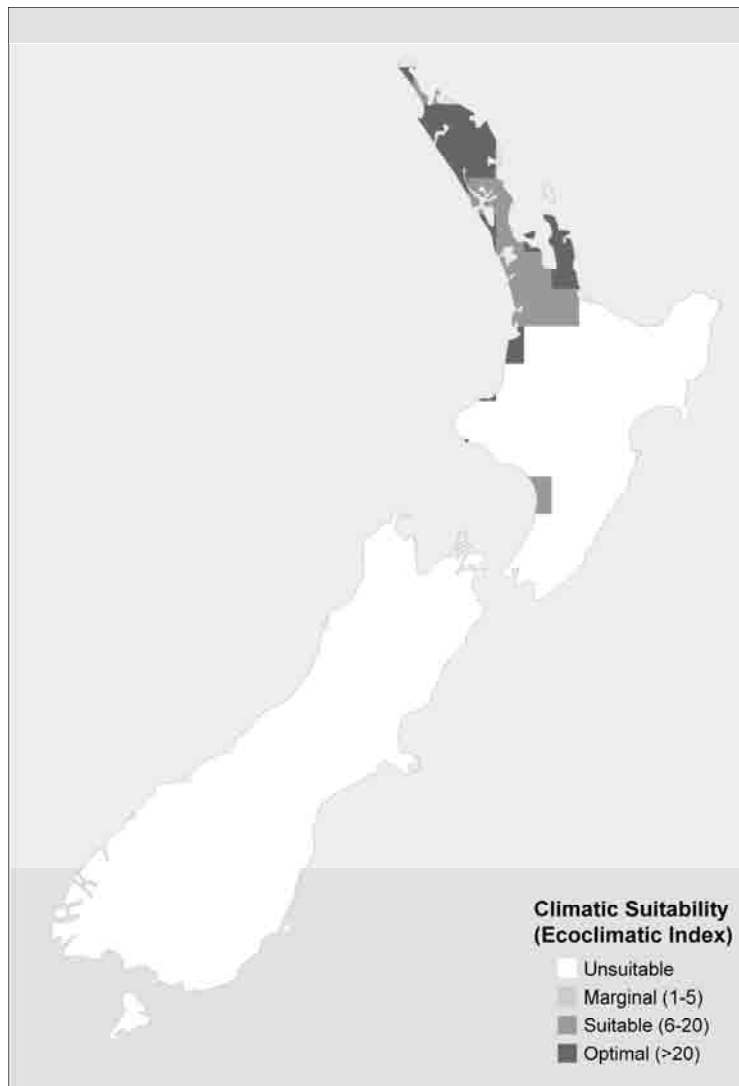 Climatic Suitability
(Ecoclimatic Index)
Unsuitable
Marginal (1-5)
Suitable (6-20)
Optimal (>20)